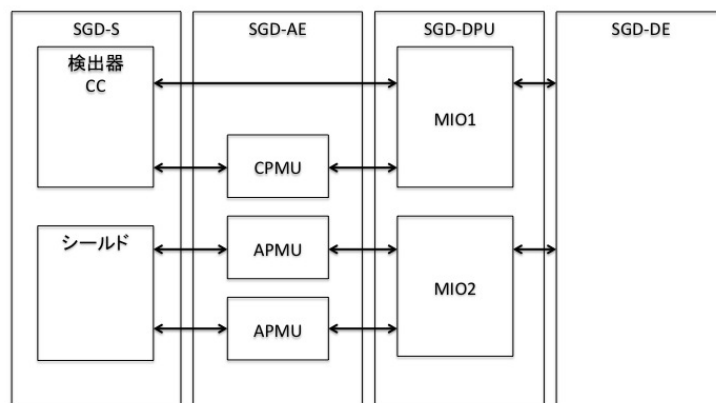 SGD-S
SGD-AE
SGD-DPU
SGD-DE
検出器
CC
MIO1
CPMU
シールド
APMU
MIO2
APMU